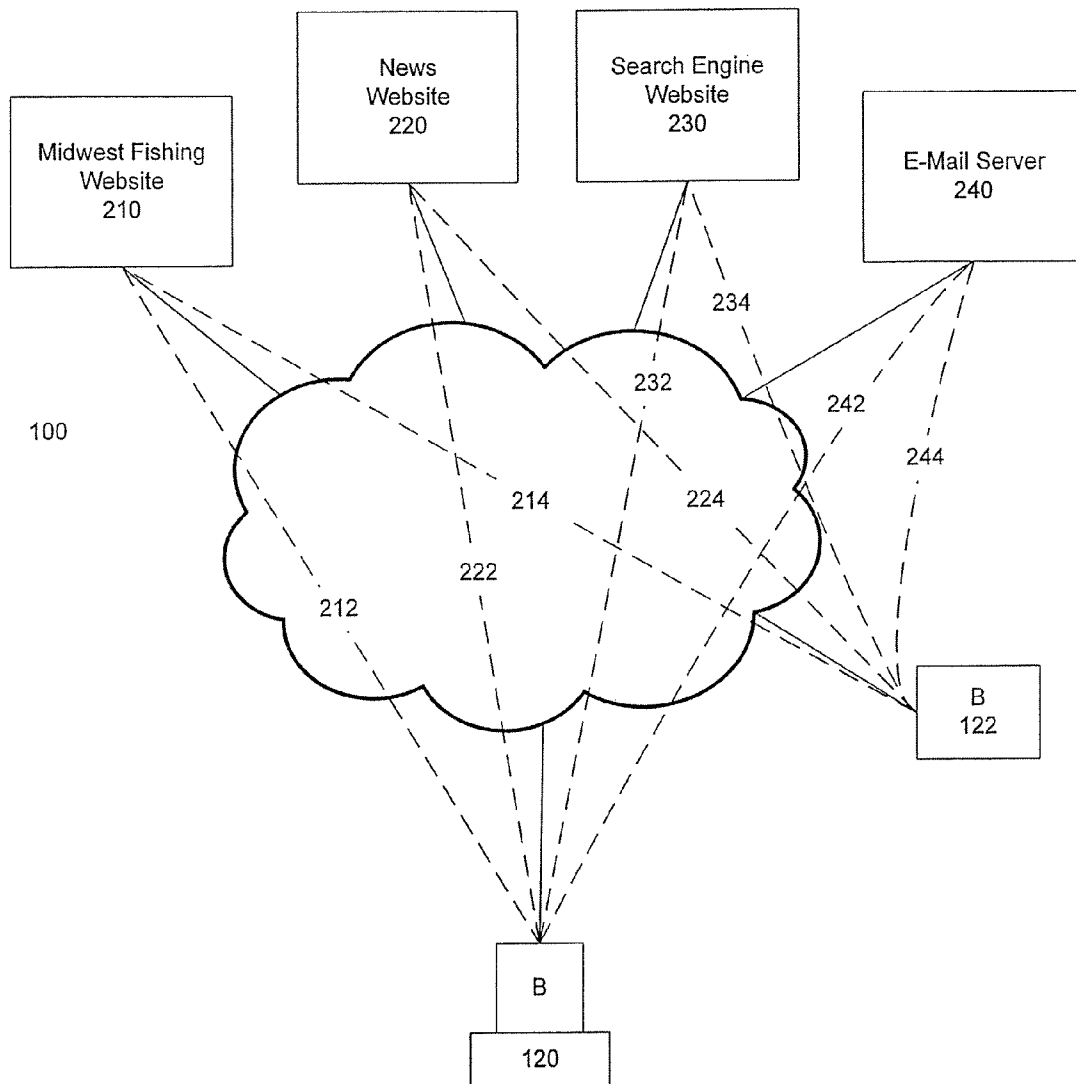 News
Website
220
Search Engine
Website
230
Midwest Fishing
Website
210
E-Mail Server
240
234
232
242
100
244
214
224
222
212
B
122
B
120